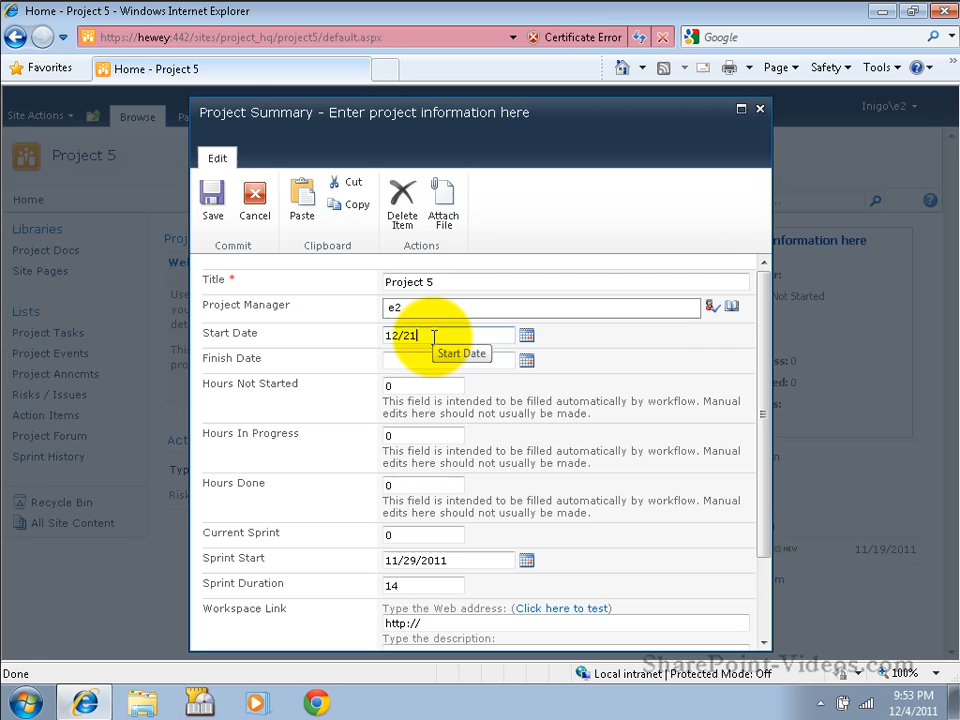 Home - Project 5 - Windows Internet Explorer
https://hewey:442/sites/project_hq/project5/default.aspx
Certificate Error
Google
Favorites
Home - Project 5
Page
Safety
Tools
Site Actions
Browse
Pa
Inigo\e2
Project 5
Home
Libraries
Project Docs
Site Pages
Lists
Project Tasks
Project Events
Project Anncmts
Risks / Issues
Action Items
Project Forum
Sprint History
Recycle Bin
All Site Content
Project Summary - Enter project information here
Edit
Save
Cancel
Commit
Paste
Cut
Copy
Clipboard
Delete Item
Attach File
Actions
Title *
Project 5
Project Manager
e2
Start Date
12/21
Start Date
Finish Date
Hours Not Started
0
This field is intended to be filled automatically by workflow. Manual
edits here should not usually be made.
Hours In Progress
0
This field is intended to be filled automatically by workflow. Manual
edits here should not usually be made.
Hours Done
0
This field is intended to be filled automatically by workflow. Manual
edits here should not usually be made.
Current Sprint
0
Sprint Start
11/29/2011
Sprint Duration
14
Workspace Link
Type the Web address: (Click here to test)
http://
Type the description:
formation here
Not Started
NEW
11/19/2011
Done
Local intranet | Protected Mode: Off
100%
SharePoint-Videos.com
9:53 PM
12/4/2011